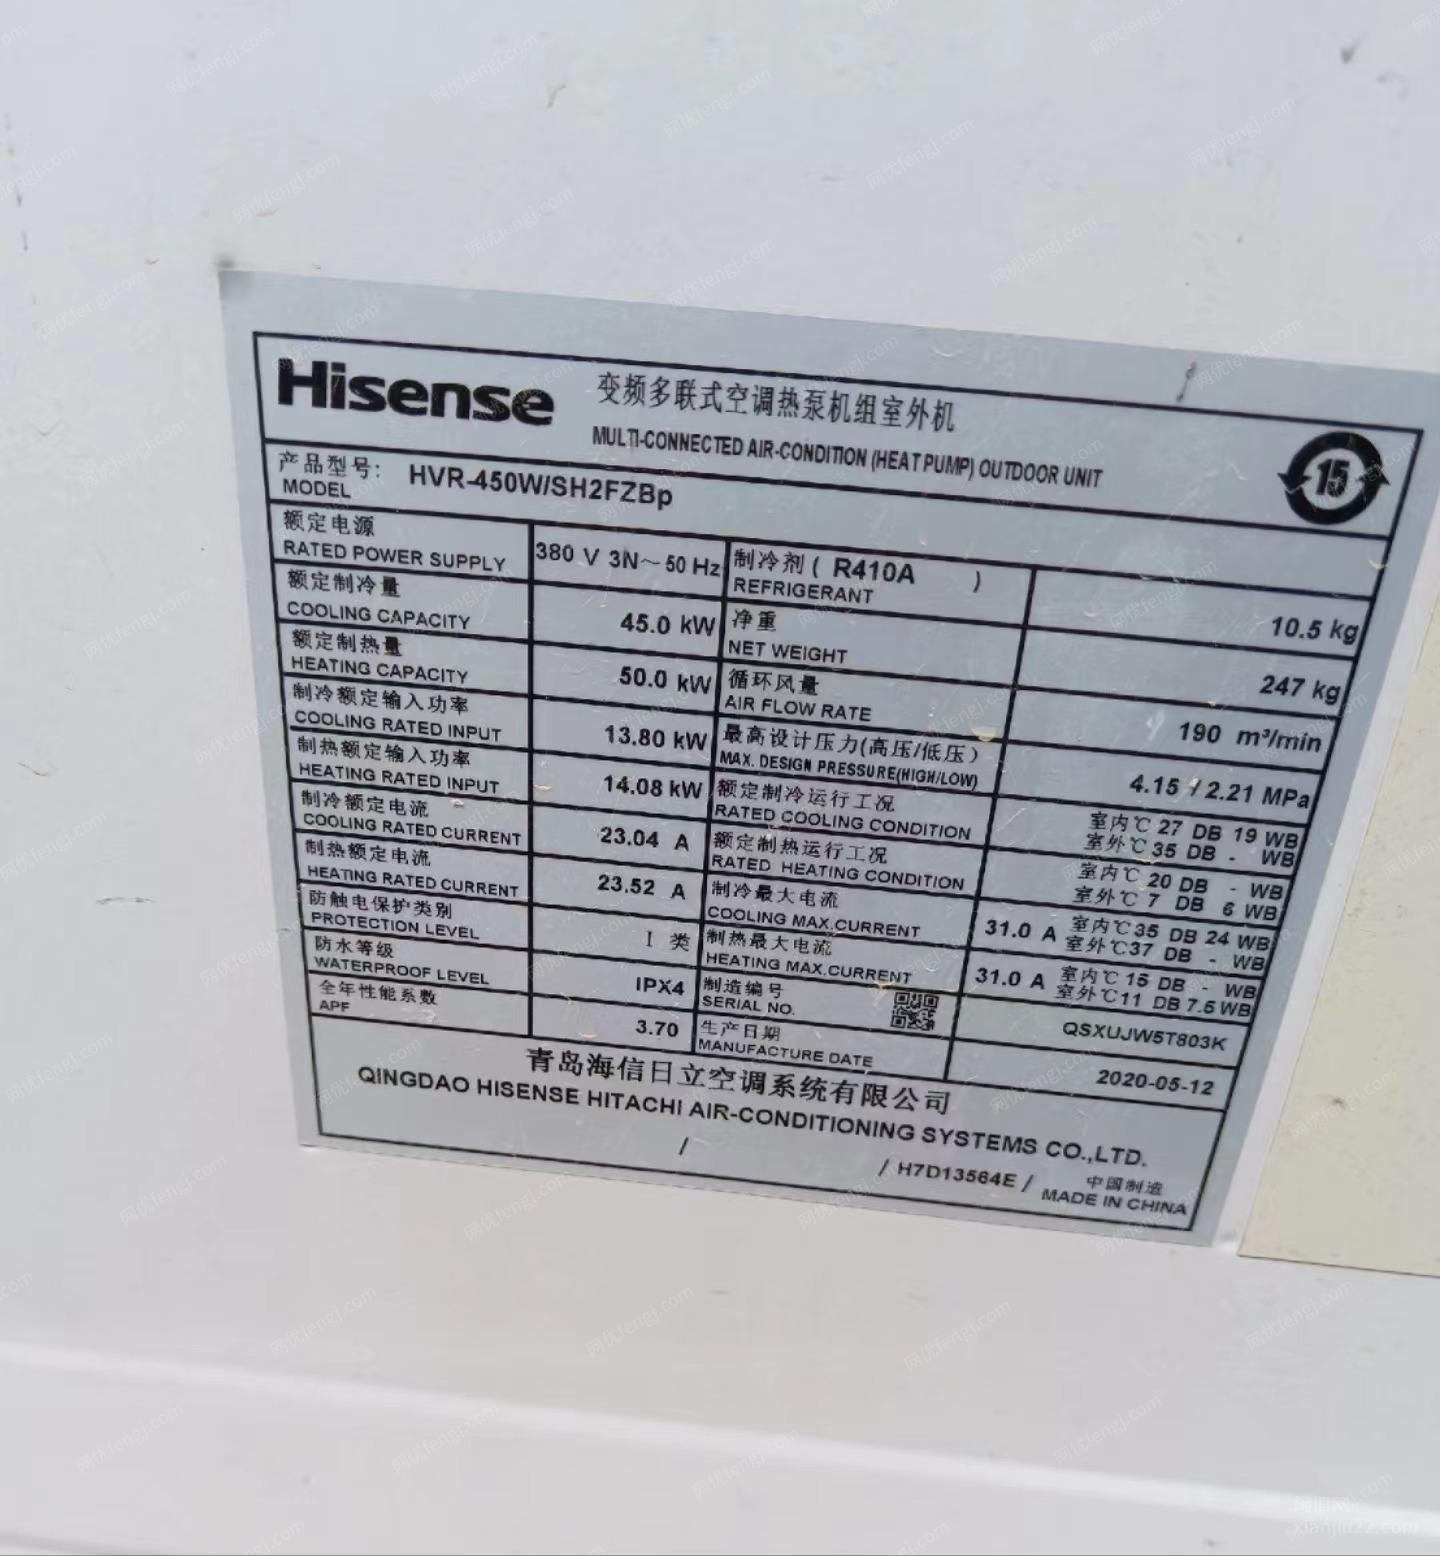 Hisense
变频多联式空调热泵机组室外机
MULTI-CONNECTED AIR-CONDITION (HEAT PUMP) OUTDOOR UNIT
15
产品型号: HVR-450W/SH2FZBp
MODEL
额定电源
RATED POWER SUPPLY
380 V 3N～50 Hz
制冷剂 ( R410A )
REFRIGERANT
10.5 kg
额定制冷量
COOLING CAPACITY
45.0 kW
净重
NET WEIGHT
247 kg
额定制热量
HEATING CAPACITY
50.0 kW
循环风量
AIR FLOW RATE
190 m³/min
制冷额定输入功率
COOLING RATED INPUT
13.80 kW
最高设计压力(高压/低压)
MAX. DESIGN PRESSURE(HIGH/LOW)
4.15 / 2.21 MPa
制热额定输入功率
HEATING RATED INPUT
14.08 kW
额定制冷运行工况
RATED COOLING CONDITION
室内℃ 27 DB 19 WB
室外℃ 35 DB - WB
制冷额定电流
COOLING RATED CURRENT
23.04 A
额定制热运行工况
RATED HEATING CONDITION
室内℃ 20 DB - WB
室外℃ 7 DB 6 WB
制热额定电流
HEATING RATED CURRENT
23.52 A
制冷最大电流
COOLING MAX.CURRENT
31.0 A
室内℃35 DB 24 WB
室外℃37 DB - WB
防触电保护类别
PROTECTION LEVEL
I 类
制热最大电流
HEATING MAX.CURRENT
31.0 A
室内℃ 15 DB - WB
室外℃11 DB 7.5 WB
防水等级
WATERPROOF LEVEL
IPX4
制造编号
SERIAL NO.
QSXUJW5T803K
全年性能系数
APF
3.70
生产日期
MANUFACTURE DATE
2020-05-12
青岛海信日立空调系统有限公司
QINGDAO HISENSE HITACHI AIR-CONDITIONING SYSTEMS CO.,LTD.
/ / H7D13564E /
中国制造
MADE IN CHINA